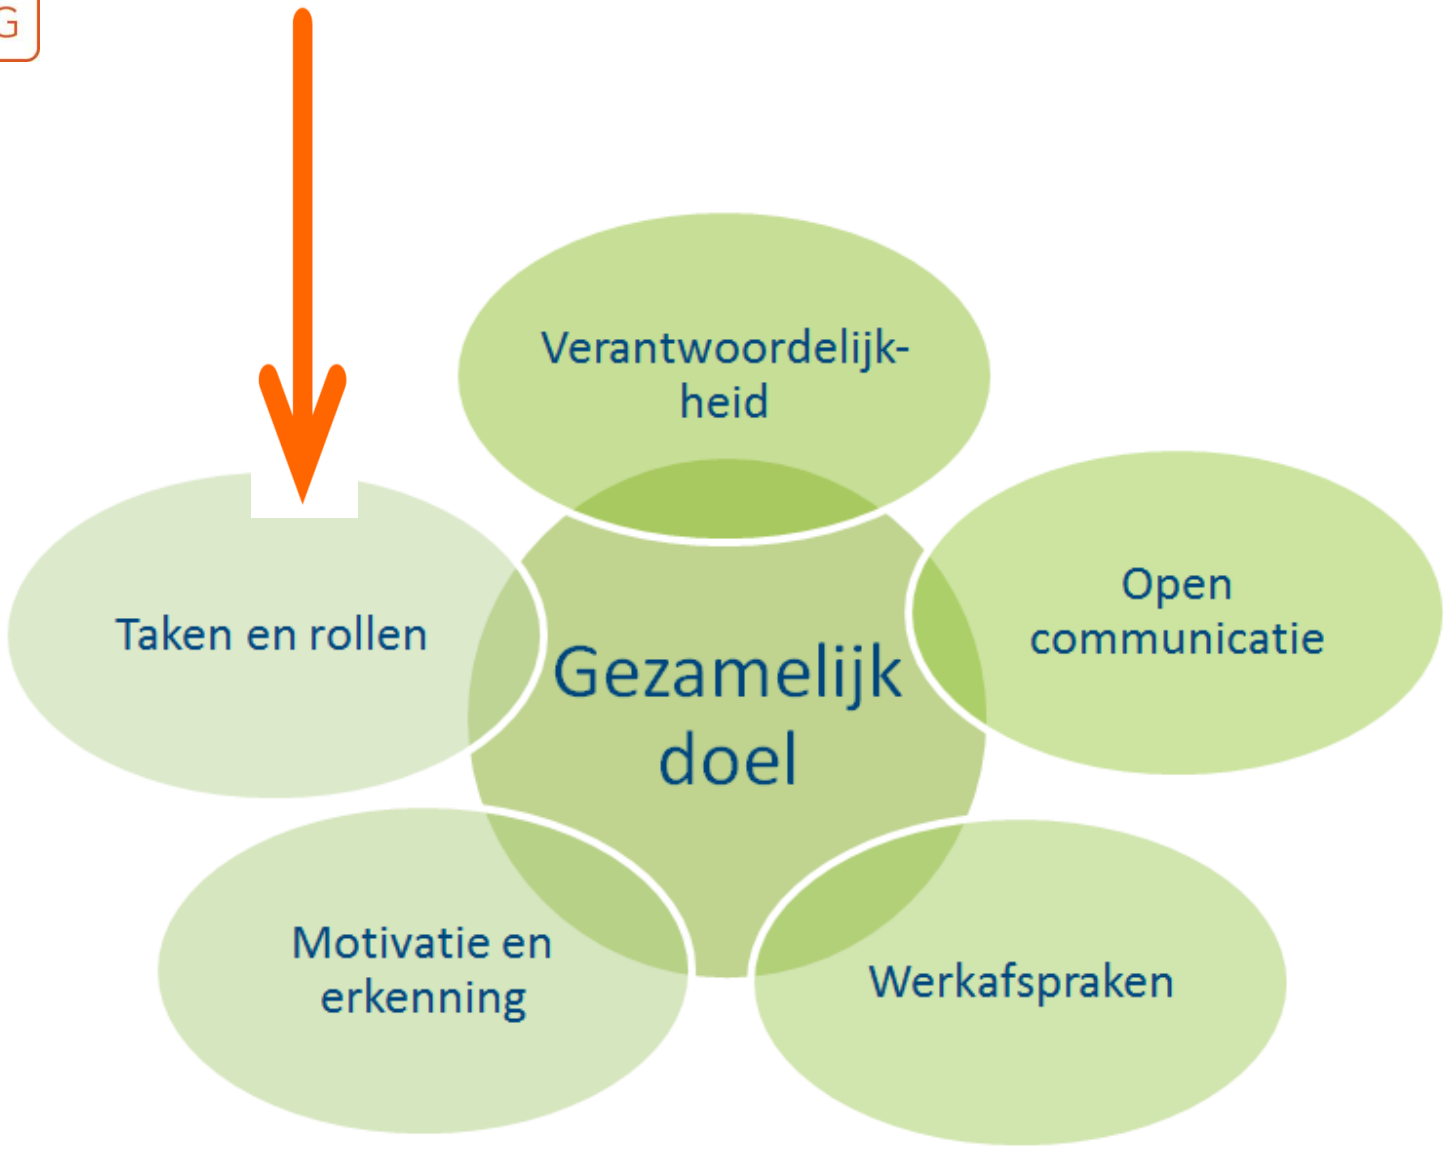 G
Verantwoordelijk-
heid
Open
communicatie
Taken en rollen
Gezamelijk
doel
Motivatie en
erkenning
Werkafspraken